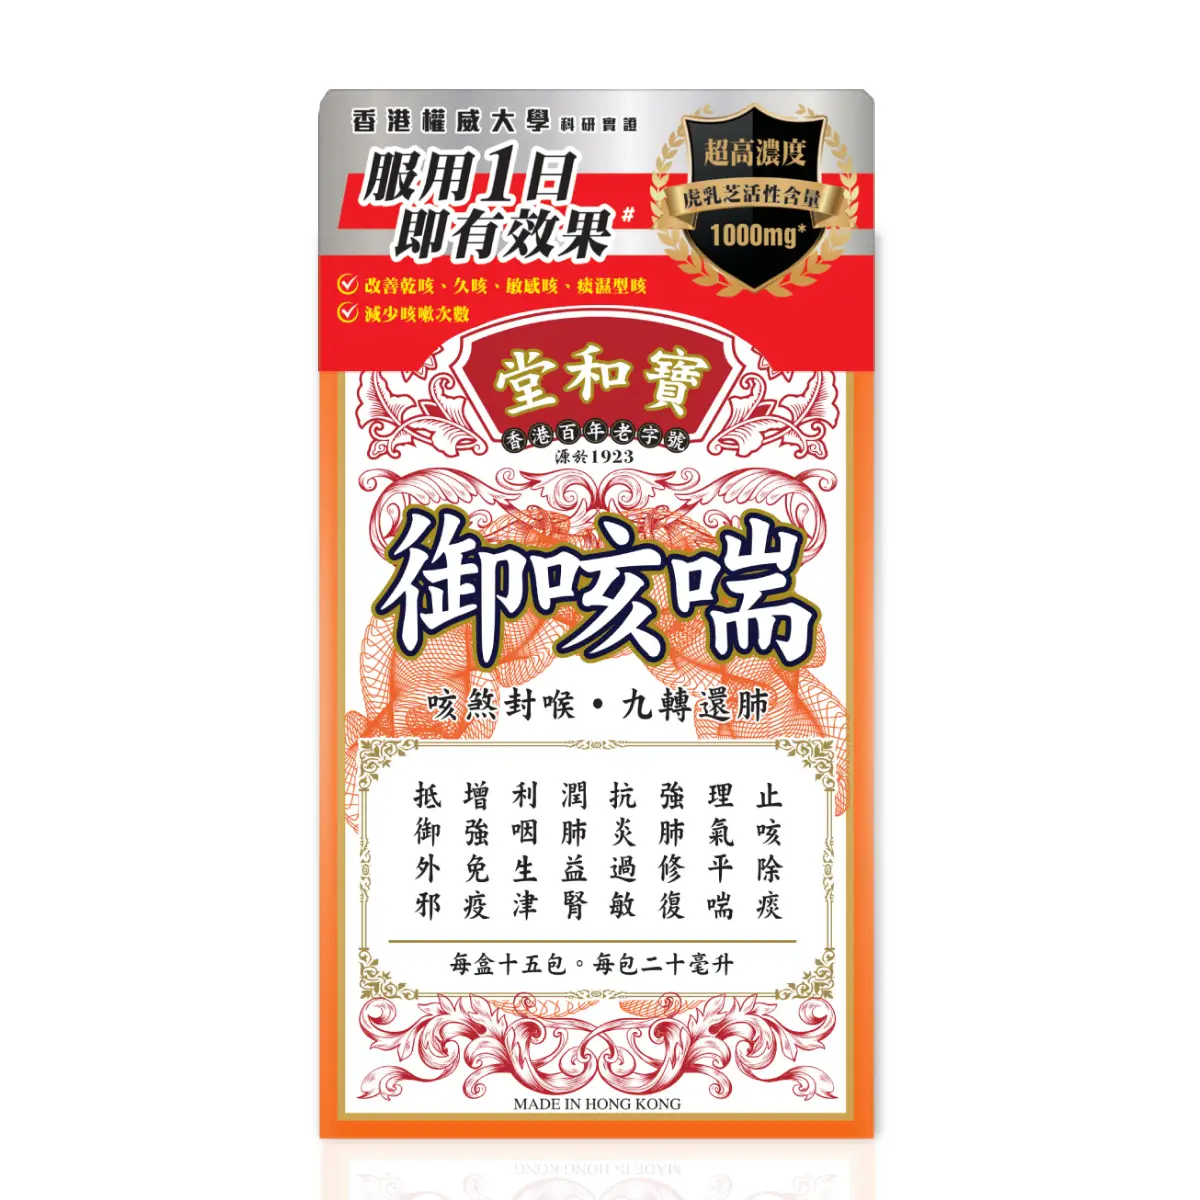 香港權威大學科研實證
服用1日
即有效果#
超高濃度
虎乳芝活性含量
1000mg*
改善乾咳、久咳、敏感咳、痰濕型咳
減少咳嗽次數
寶和堂
香港百年老字號
源於1923
御咳喘
咳煞封喉・九轉還肺
止咳除痰
理氣平喘
強肺修復
抗炎過敏
潤肺益腎
利咽生津
增強免疫
抵御外邪
每盒十五包。每包二十毫升
MADE IN HONG KONG